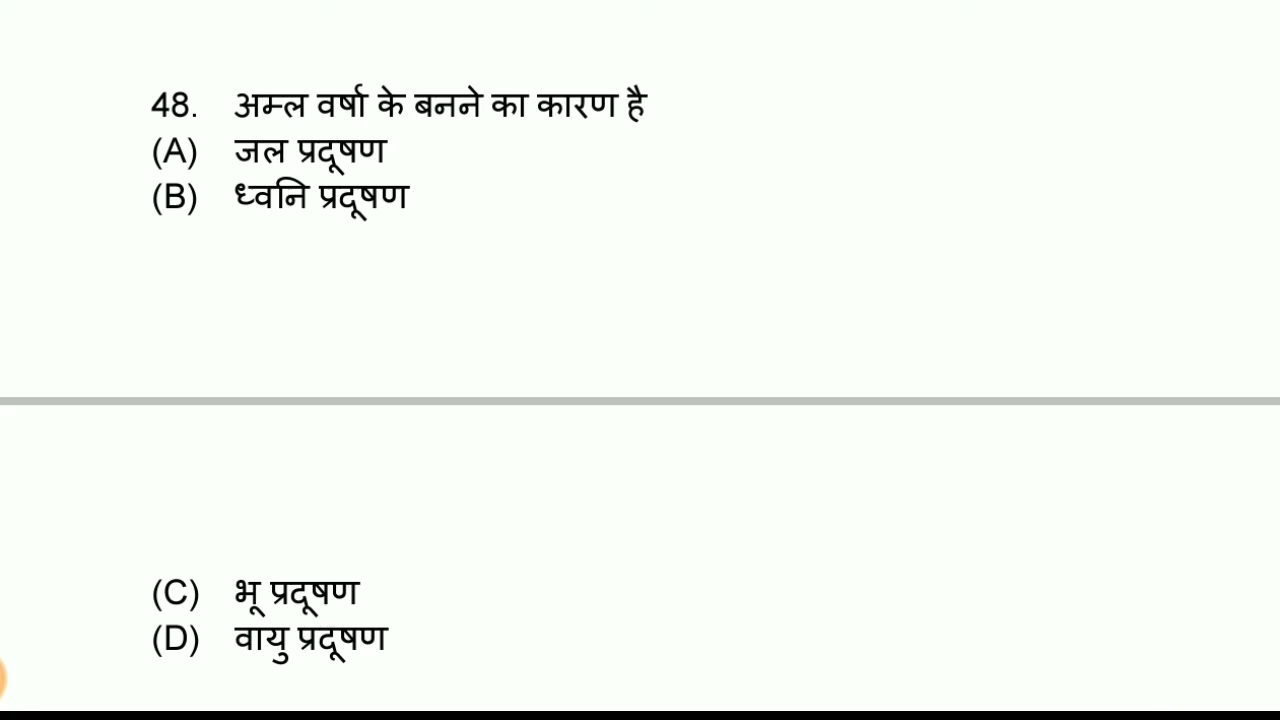 48. अम्ल वर्षा के बनने का कारण है
(A) जल प्रदूषण
(B) ध्वनि प्रदूषण
(C) भू प्रदूषण
(D) वायु प्रदूषण